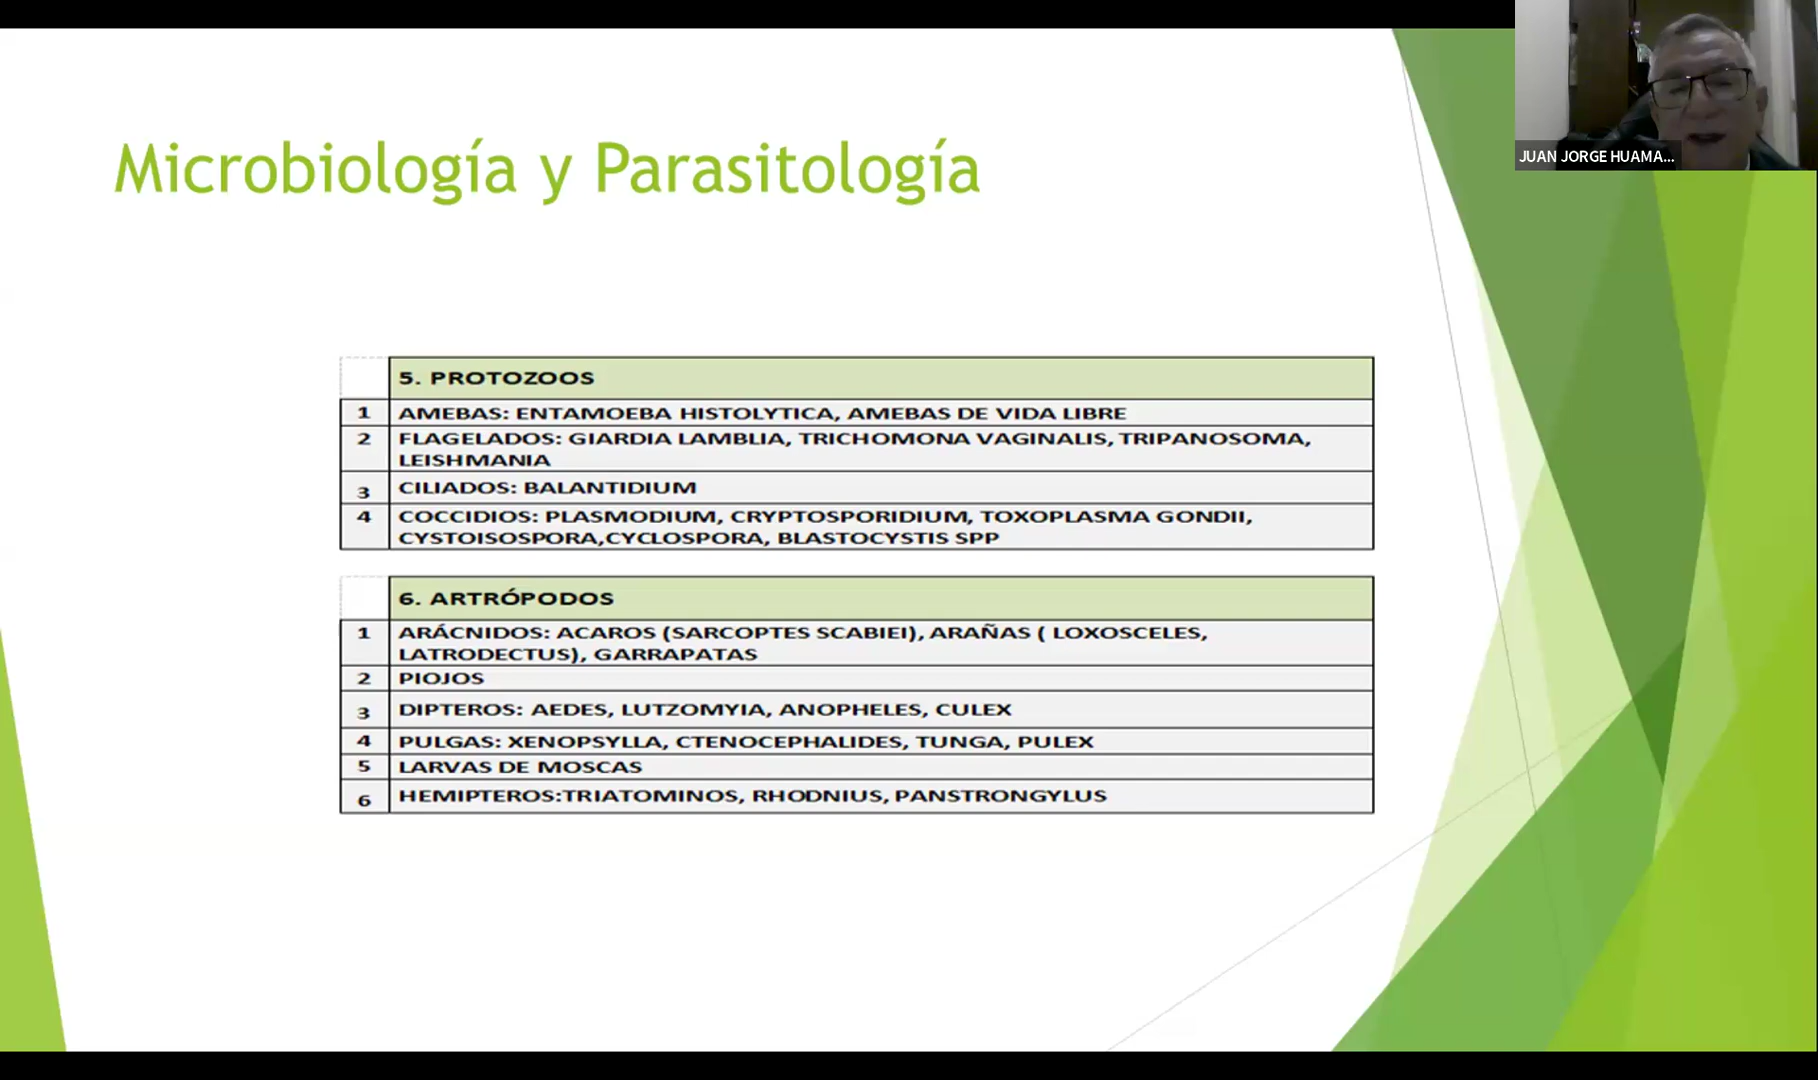 JUAN JORGE HUAMA...
Microbiología y Parasitología
5. PROTOZOOS
1 AMEBAS: ENTAMOEBA HISTOLYTICA, AMEBAS DE VIDA LIBRE
2 FLAGELADOS: GIARDIA LAMBLIA, TRICHOMONA VAGINALIS, TRIPANOSOMA,
LEISHMANIA
3 CILIADOS: BALANTIDIUM
4 COCCIDIOS: PLASMODIUM, CRYPTOSPORIDIUM, TOXOPLASMA GONDII,
CYSTOISOSPORA,CYCLOSPORA, BLASTOCYSTIS SPP
6. ARTRÓPODOS
1 ARÁCNIDOS: ACAROS (SARCOPTES SCABIEI), ARAÑAS ( LOXOSCELES,
LATRODECTUS), GARRAPATAS
2 PIOJOS
3 DIPTEROS: AEDES, LUTZOMYIA, ANOPHELES, CULEX
4 PULGAS: XENOPSYLLA, CTENOCEPHALIDES, TUNGA, PULEX
5 LARVAS DE MOSCAS
6 HEMIPTEROS:TRIATOMINOS, RHODNIUS, PANSTRONGYLUS